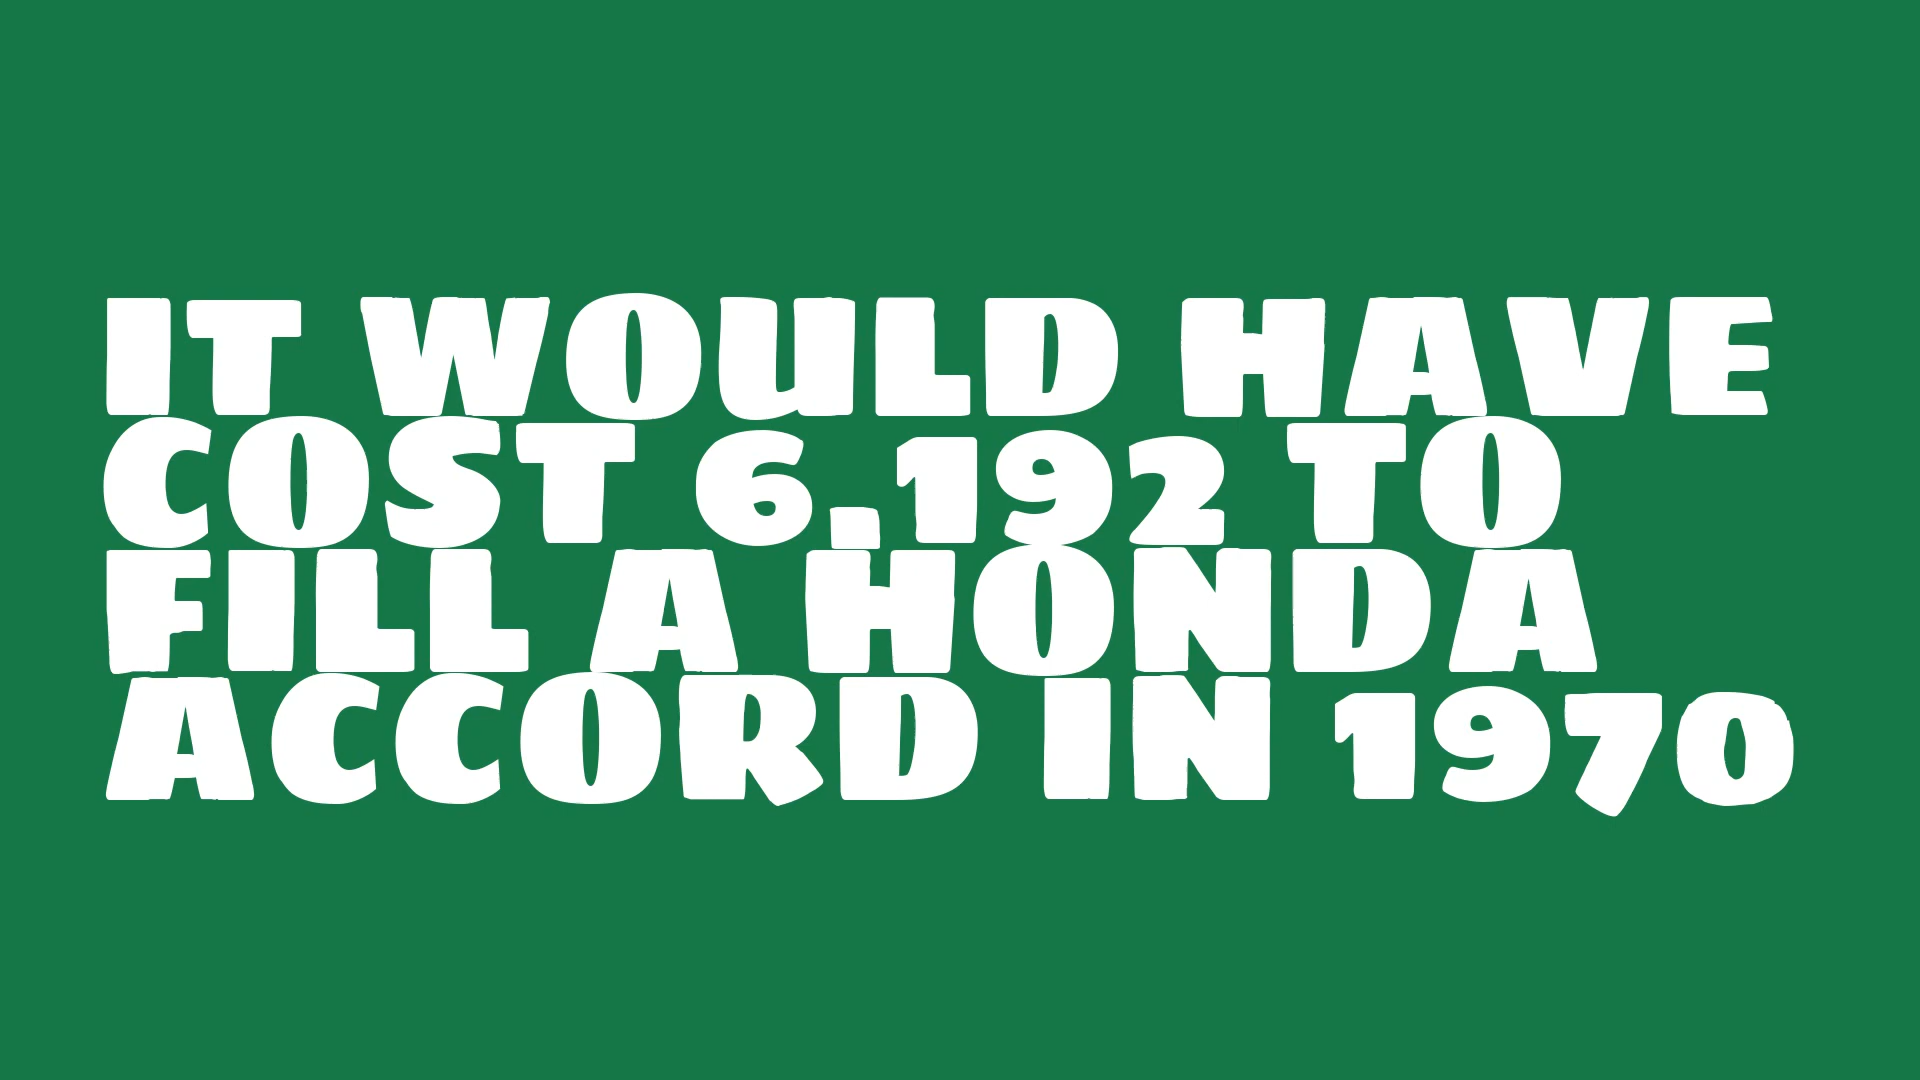 IT WOULD HAVE
COST 6.192 TO
FILL A HONDA
ACCORD IN 1970